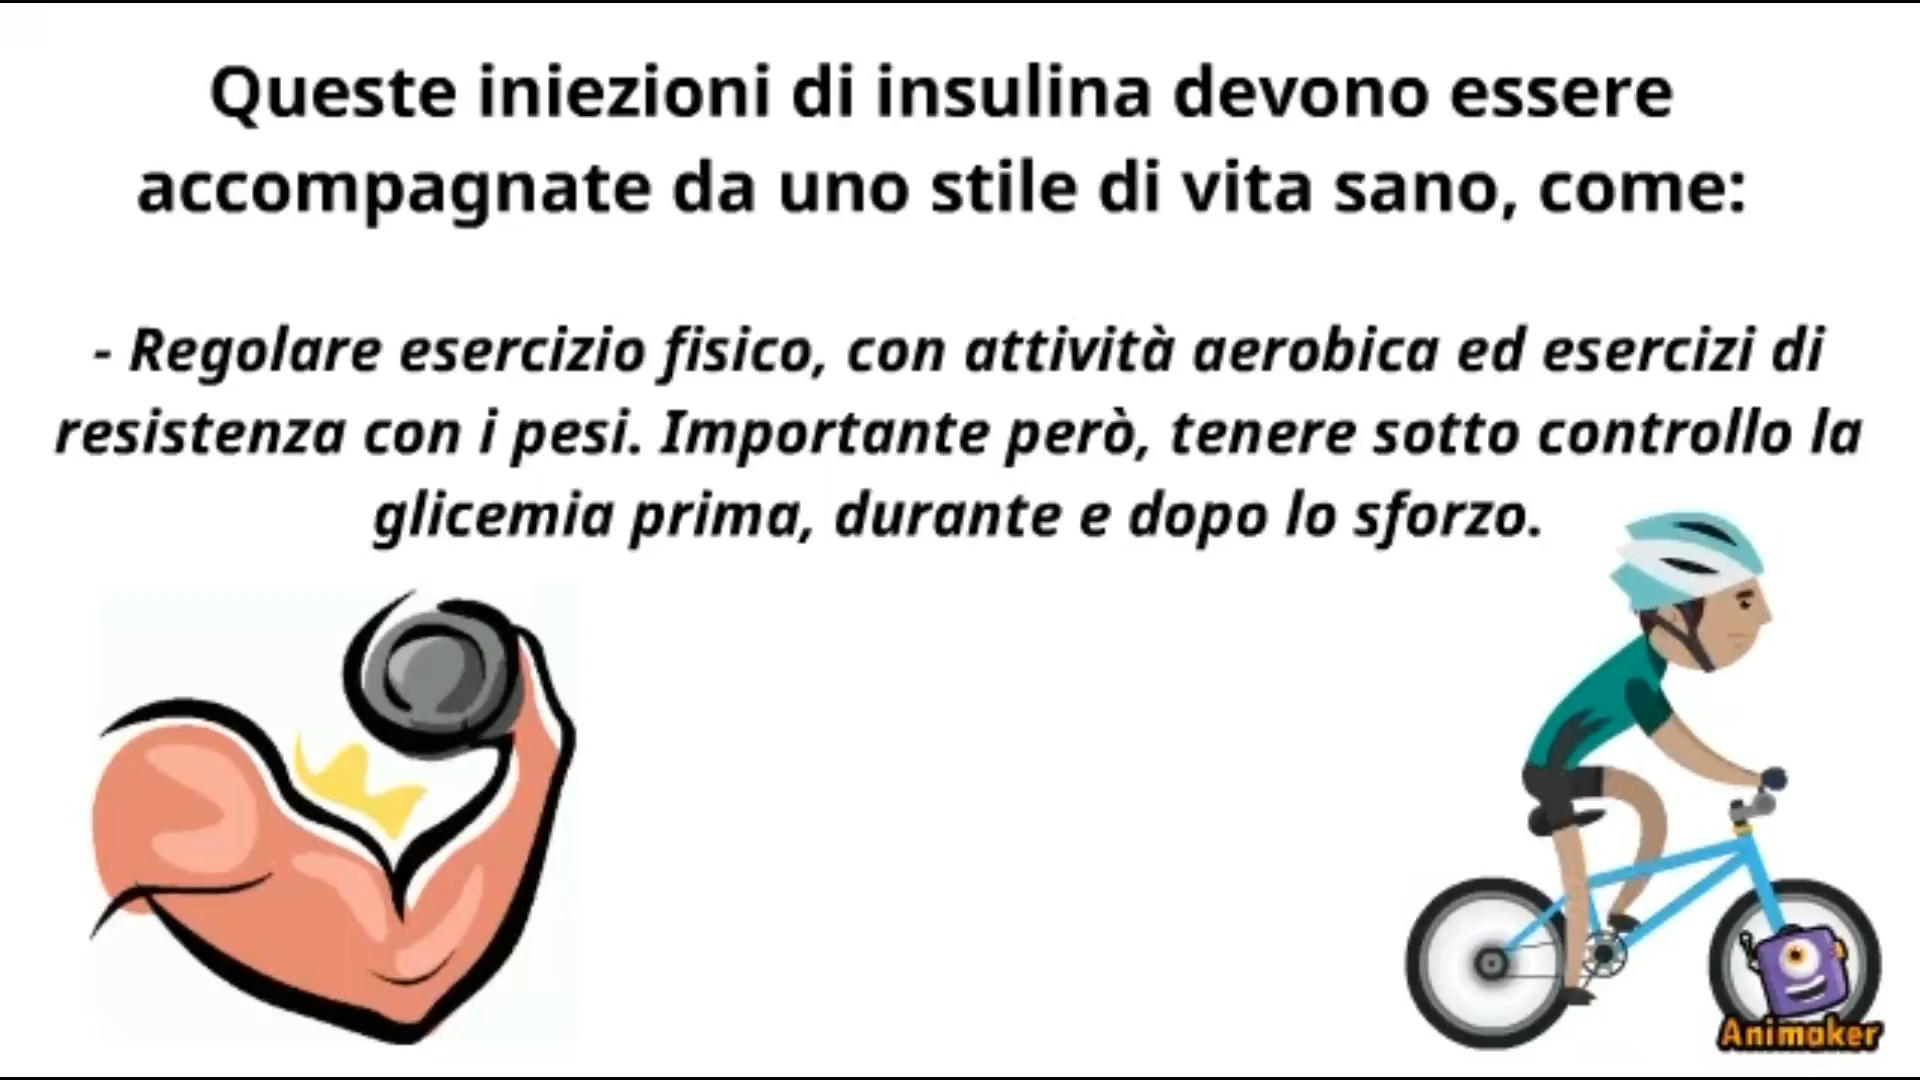 Queste iniezioni di insulina devono essere
accompagnate da uno stile di vita sano, come:
- Regolare esercizio fisico, con attività aerobica ed esercizi di
resistenza con i pesi. Importante però, tenere sotto controllo la
glicemia prima, durante e dopo lo sforzo.
Animaker